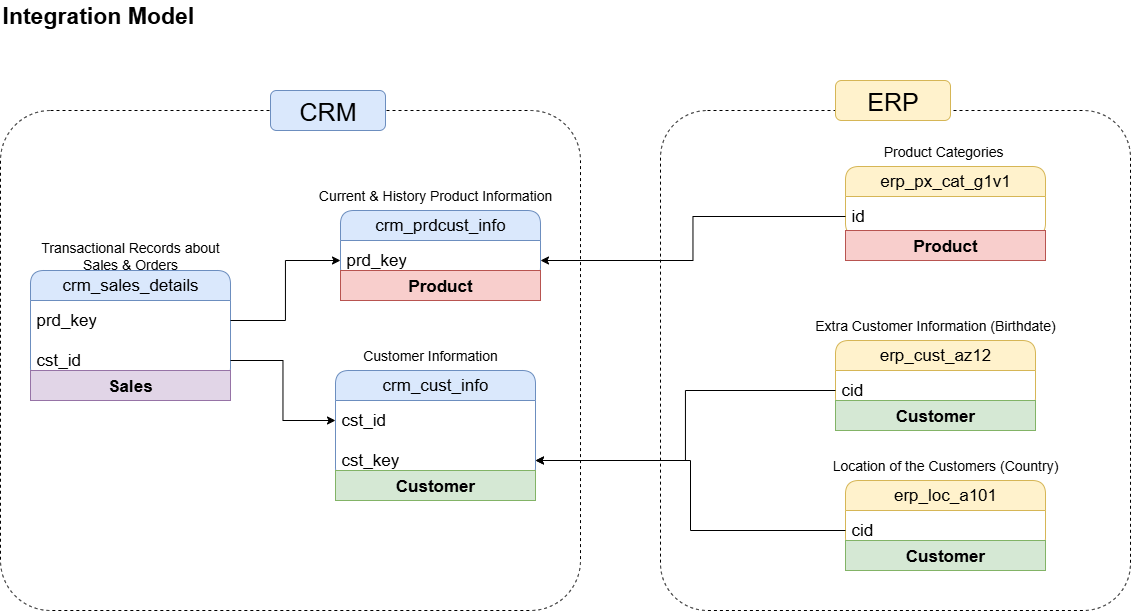 Integration Model
CRM
Current & History Product Information
crm_prdcust_info
prd_key
Product
Transactional Records about
Sales & Orders
crm_sales_details
prd_key
cst_id
Sales
Customer Information
crm_cust_info
cst_id
cst_key
Customer
ERP
Product Categories
erp_px_cat_g1v1
id
Product
Extra Customer Information (Birthdate)
erp_cust_az12
cid
Customer
Location of the Customers (Country)
erp_loc_a101
cid
Customer